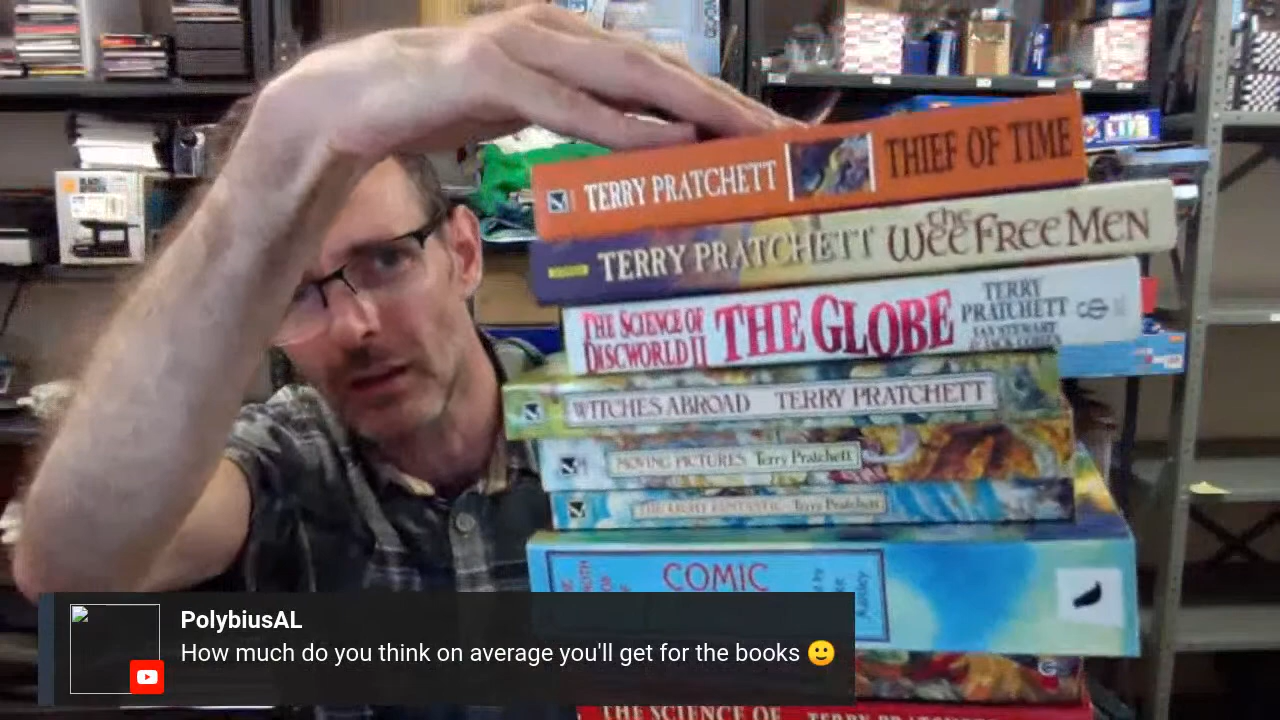 TERRY PRATCHETT THIEF OF TIME
TERRY PRATCHETT the WEE FREE MEN
THE SCIENCE OF
DISCWORLD II
THE GLOBE
TERRY
PRATCHETT
IAN STEWART
& JACK COHEN
WITCHES ABROAD TERRY PRATCHETT
MOVING PICTURES Terry Pratchett
THE LIGHT FANTASTIC Terry Pratchett
COMIC
PolybiusAL
How much do you think on average you'll get for the books 🙂
THE SCIENCE OF TERRY PRATCHETT